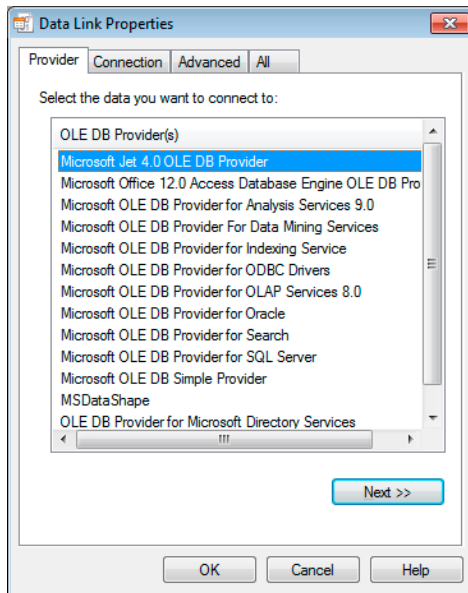 Data Link Properties
Provider Connection Advanced All
Select the data you want to connect to:
OLE DB Provider(s)
Microsoft Jet 4.0 OLE DB Provider
Microsoft Office 12.0 Access Database Engine OLE DB Pro
Microsoft OLE DB Provider for Analysis Services 9.0
Microsoft OLE DB Provider For Data Mining Services
Microsoft OLE DB Provider for Indexing Service
Microsoft OLE DB Provider for ODBC Drivers
Microsoft OLE DB Provider for OLAP Services 8.0
Microsoft OLE DB Provider for Oracle
Microsoft OLE DB Provider for Search
Microsoft OLE DB Provider for SQL Server
Microsoft OLE DB Simple Provider
MSDataShape
OLE DB Provider for Microsoft Directory Services
Next >>
OK Cancel Help